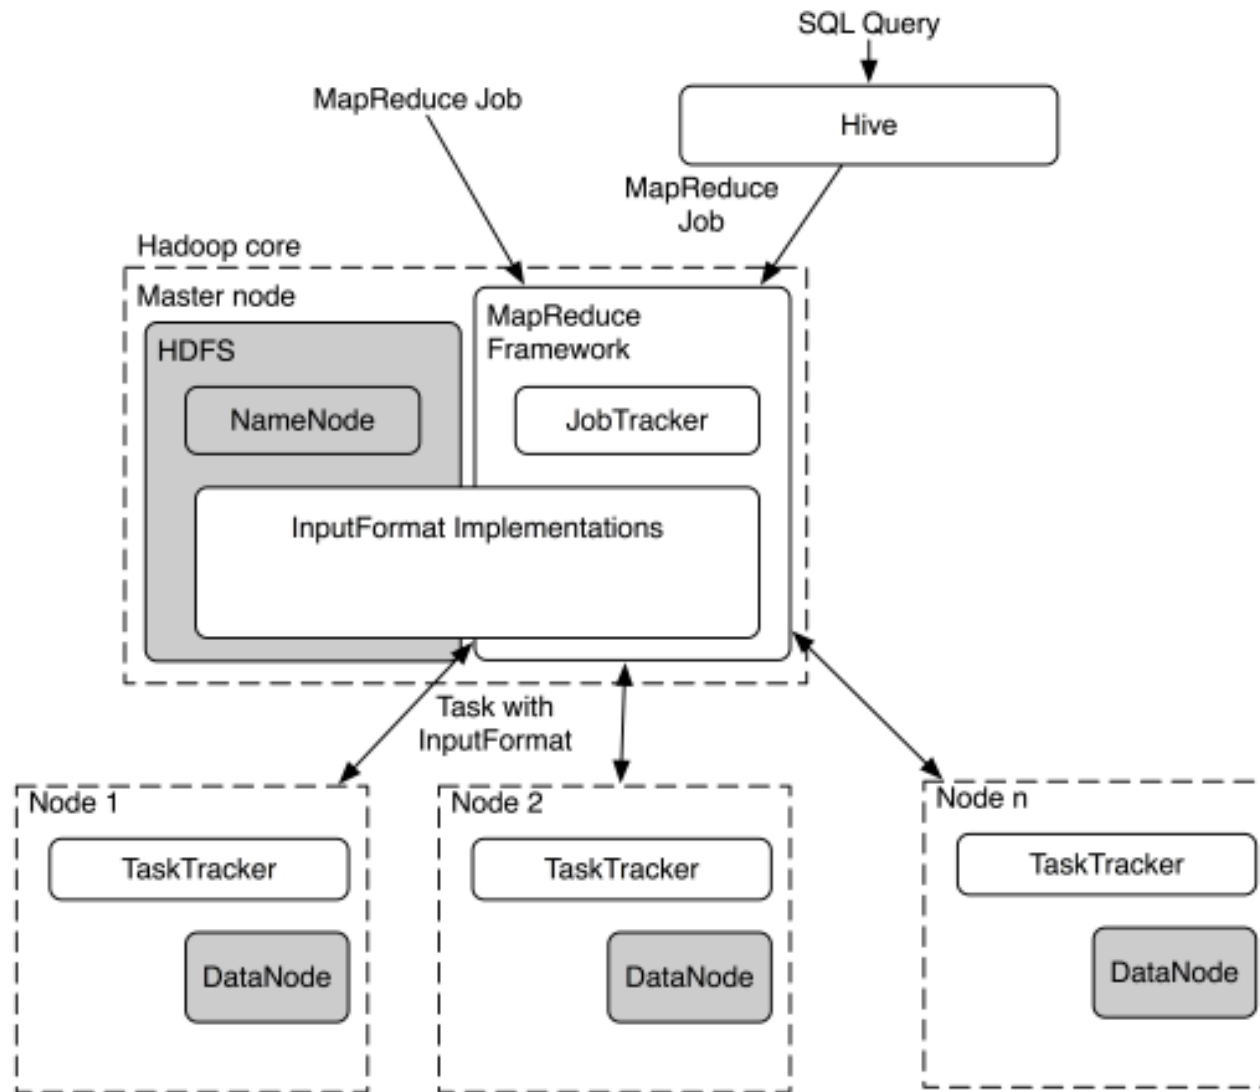 SQL Query
MapReduce Job
Hive
MapReduce
Job
Hadoop core
Master node
HDFS
MapReduce
Framework
NameNode
JobTracker
InputFormat Implementations
Task with
InputFormat
Node 1
Node 2
Node n
TaskTracker
TaskTracker
TaskTracker
DataNode
DataNode
DataNode